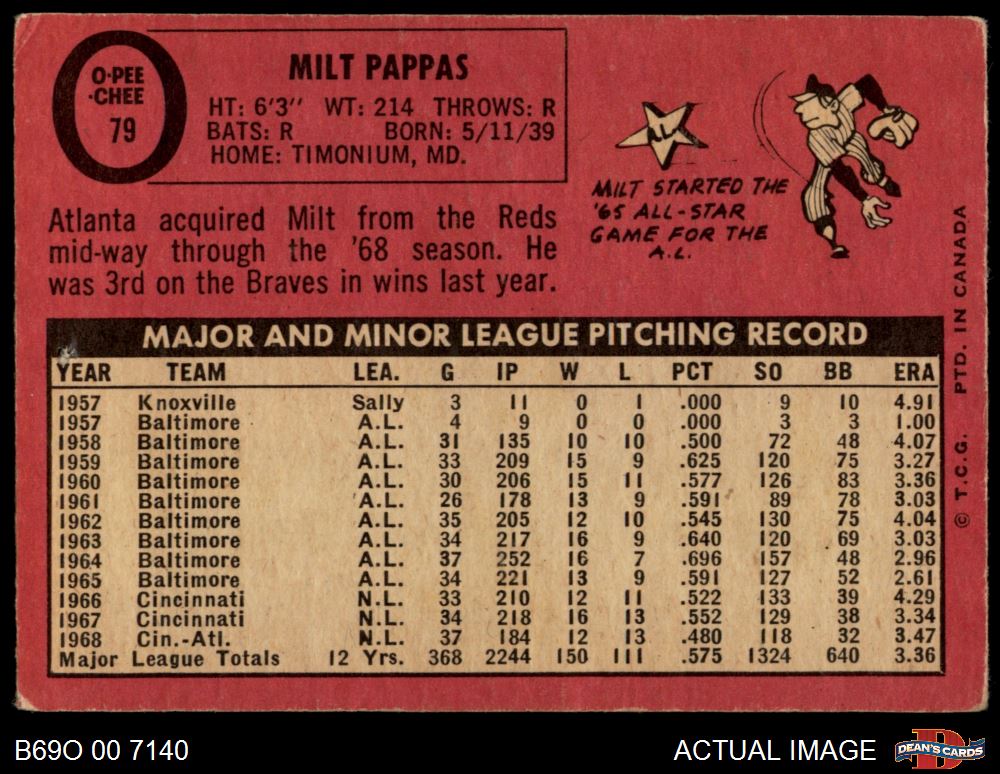 O-PEE
-CHEE
79
MILT PAPPAS
HT: 6'3" WT: 214 THROWS: R
BATS: R BORN: 5/11/39
HOME: TIMONIUM, MD.
Atlanta acquired Milt from the Reds
mid-way through the '68 season. He
was 3rd on the Braves in wins last year.
A.L.
MILT STARTED THE
'65 ALL-STAR
GAME FOR THE
A.L.
MAJOR AND MINOR LEAGUE PITCHING RECORD
YEAR TEAM LEA. G IP W L PCT SO BB ERA
1957 Knoxville Sally 3 11 0 1 .000 9 10 4.91
1957 Baltimore A.L. 4 9 0 0 .000 3 3 1.00
1958 Baltimore A.L. 31 135 10 10 .500 72 48 4.07
1959 Baltimore A.L. 33 209 15 9 .625 120 75 3.27
1960 Baltimore A.L. 30 206 15 11 .577 126 83 3.36
1961 Baltimore A.L. 26 178 13 9 .591 89 78 3.03
1962 Baltimore A.L. 35 205 12 10 .545 130 75 4.04
1963 Baltimore A.L. 34 217 16 9 .640 120 69 3.03
1964 Baltimore A.L. 37 252 16 7 .696 157 48 2.96
1965 Baltimore A.L. 34 221 13 9 .591 127 52 2.61
1966 Cincinnati N.L. 33 210 12 11 .522 133 39 4.29
1967 Cincinnati N.L. 34 218 16 13 .552 129 38 3.34
1968 Cin.-Atl. N.L. 37 184 12 13 .480 118 32 3.47
Major League Totals 12 Yrs. 368 2244 150 111 .575 1324 640 3.36
© T.C.G. PTD. IN CANADA
B69O 00 7140
ACTUAL IMAGE
D
DEAN'S CARDS